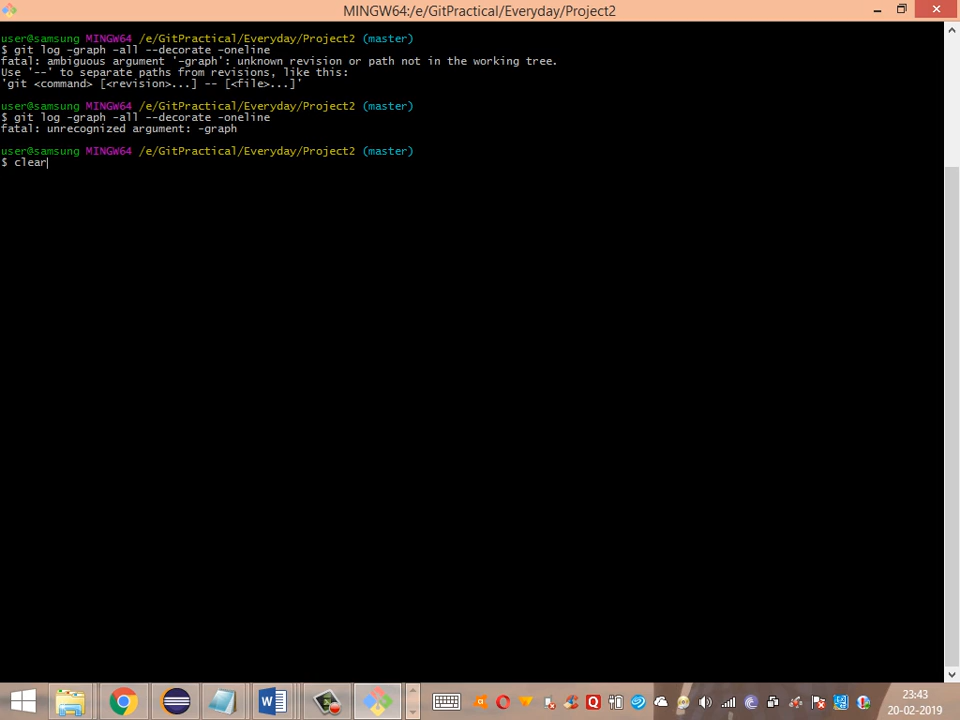 MINGW64:/e/GitPractical/Everyday/Project2
user@samsung MINGW64 /e/GitPractical/Everyday/Project2 (master)
$ git log -graph -all --decorate -oneline
fatal: ambiguous argument '-graph': unknown revision or path not in the working tree.
Use '--' to separate paths from revisions, like this:
'git <command> [<revision>...] -- [<file>...]'
user@samsung MINGW64 /e/GitPractical/Everyday/Project2 (master)
$ git log -graph -all --decorate -oneline
fatal: unrecognized argument: -graph
user@samsung MINGW64 /e/GitPractical/Everyday/Project2 (master)
$ clear
23:43
20-02-2019